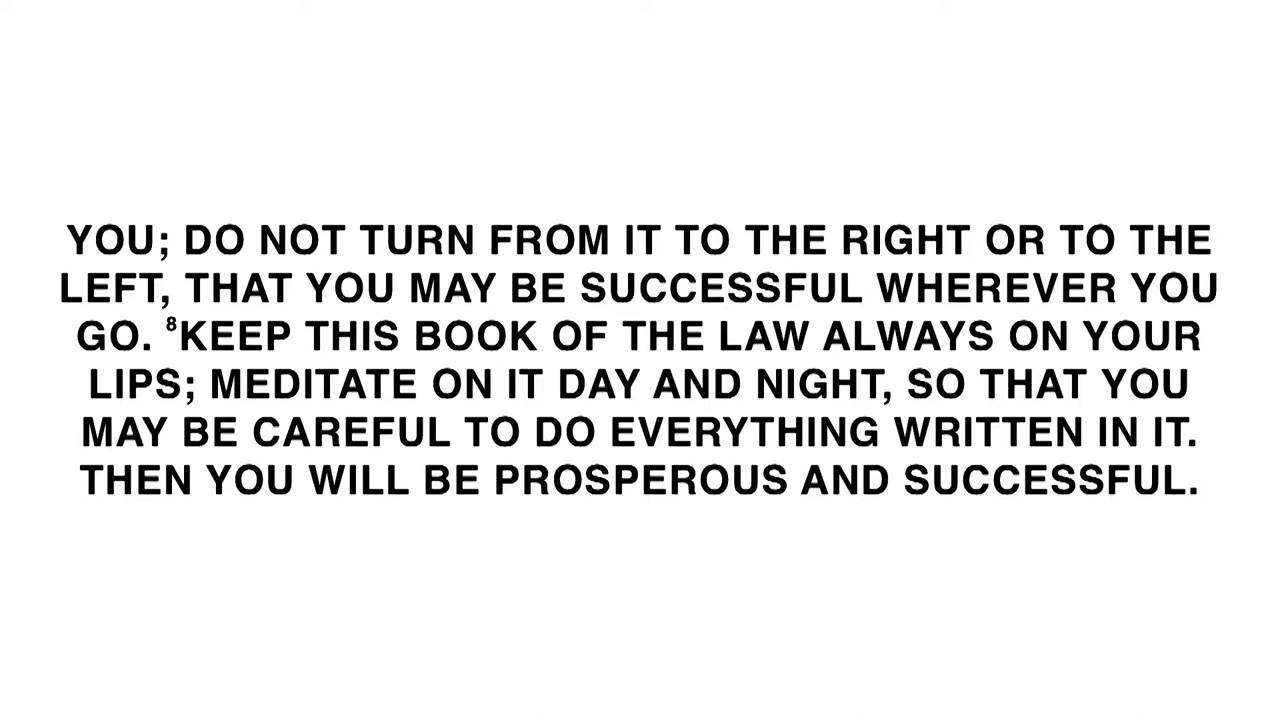 YOU; DO NOT TURN FROM IT TO THE RIGHT OR TO THE
LEFT, THAT YOU MAY BE SUCCESSFUL WHEREVER YOU
GO. ⁸KEEP THIS BOOK OF THE LAW ALWAYS ON YOUR
LIPS; MEDITATE ON IT DAY AND NIGHT, SO THAT YOU
MAY BE CAREFUL TO DO EVERYTHING WRITTEN IN IT.
THEN YOU WILL BE PROSPEROUS AND SUCCESSFUL.